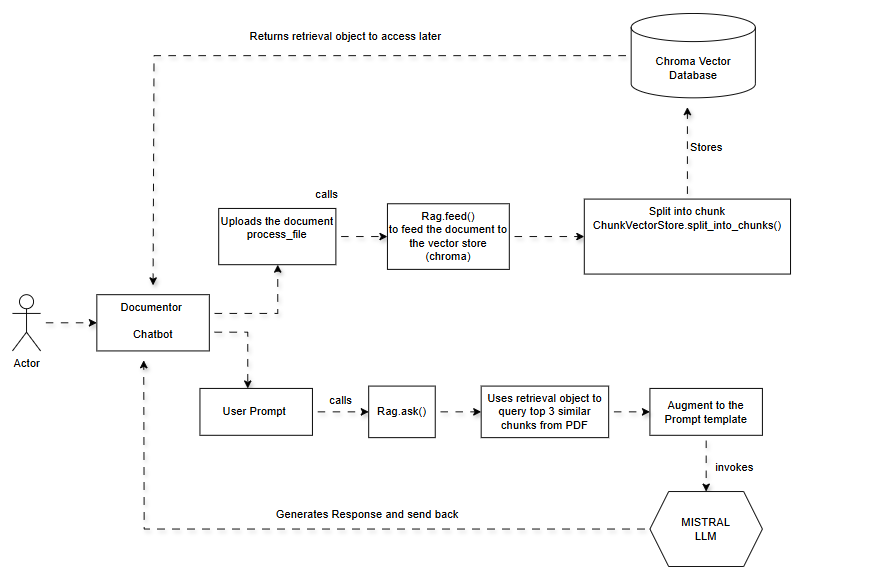 Returns retrieval object to access later
Chroma Vector
Database
Stores
calls
Uploads the document
process_file
Rag.feed()
to feed the document to
the vector store
(chroma)
Split into chunk
ChunkVectorStore.split_into_chunks()
Documentor
Chatbot
Actor
User Prompt
calls
Rag.ask()
Uses retrieval object to
query top 3 similar
chunks from PDF
Augment to the
Prompt template
invokes
Generates Response and send back
MISTRAL
LLM